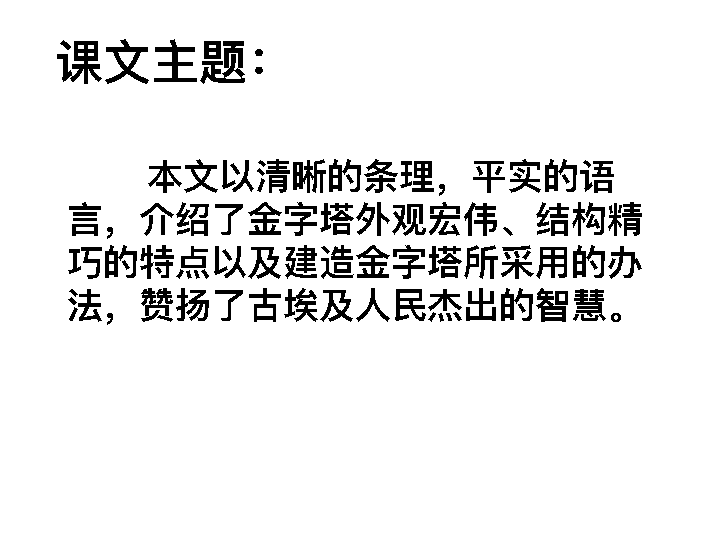 课文主题：
本文以清晰的条理，平实的语
言，介绍了金字塔外观宏伟、结构精
巧的特点以及建造金字塔所采用的办
法，赞扬了古埃及人民杰出的智慧。